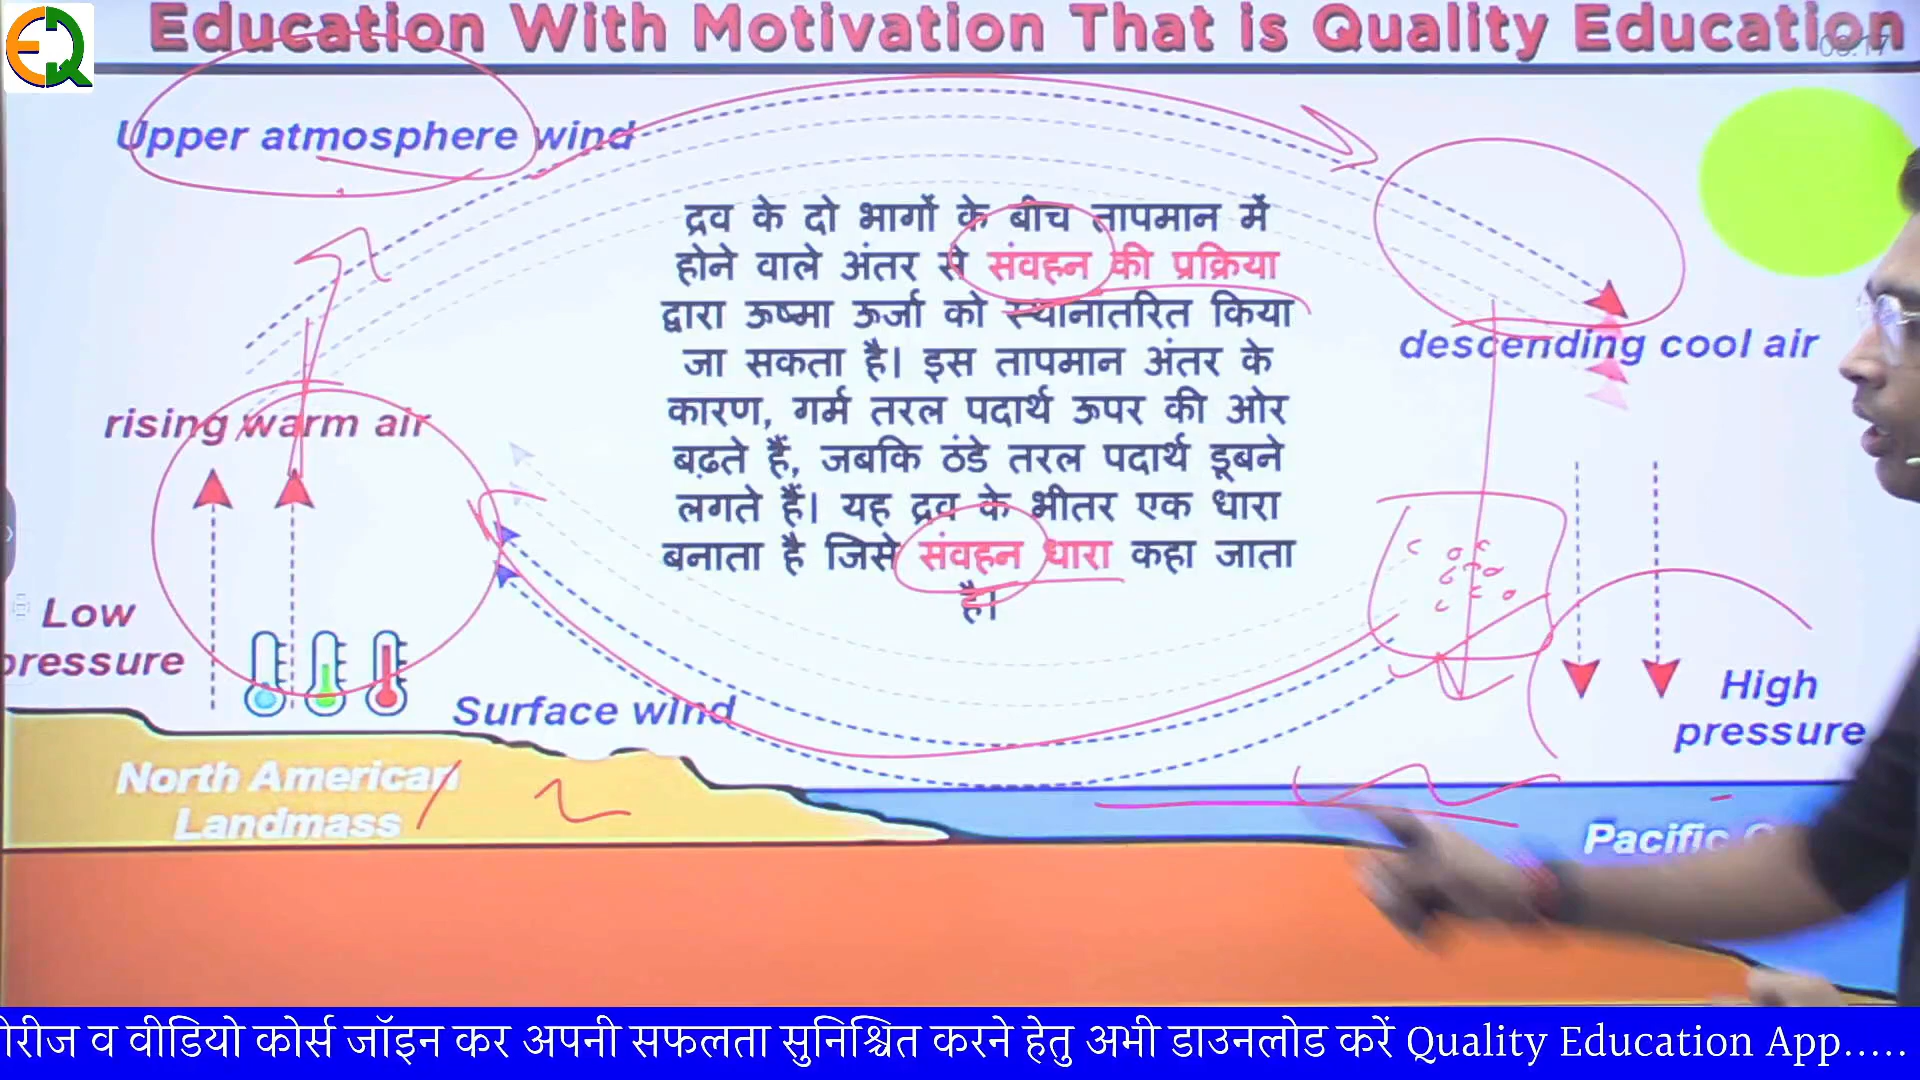 EQ
Education With Motivation That is Quality Education
Upper atmosphere wind
द्रव के दो भागों के बीच तापमान में
होने वाले अंतर से संवहन की प्रक्रिया
द्वारा ऊष्मा ऊर्जा को स्थानातरित किया
जा सकता है। इस तापमान अंतर के
कारण, गर्म तरल पदार्थ ऊपर की ओर
बढ़ते हैं, जबकि ठंडे तरल पदार्थ डूबने
लगते हैं। यह द्रव के भीतर एक धारा
बनाता है जिसे संवहन धारा कहा जाता
है।
descending cool air
rising warm air
Low
pressure
High
pressure
Surface wind
North American
Landmass
Pacific
व वीडियो कोर्स जॉइन कर अपनी सफलता सुनिश्चित करने हेतु अभी डाउनलोड करें Quality Education App.....